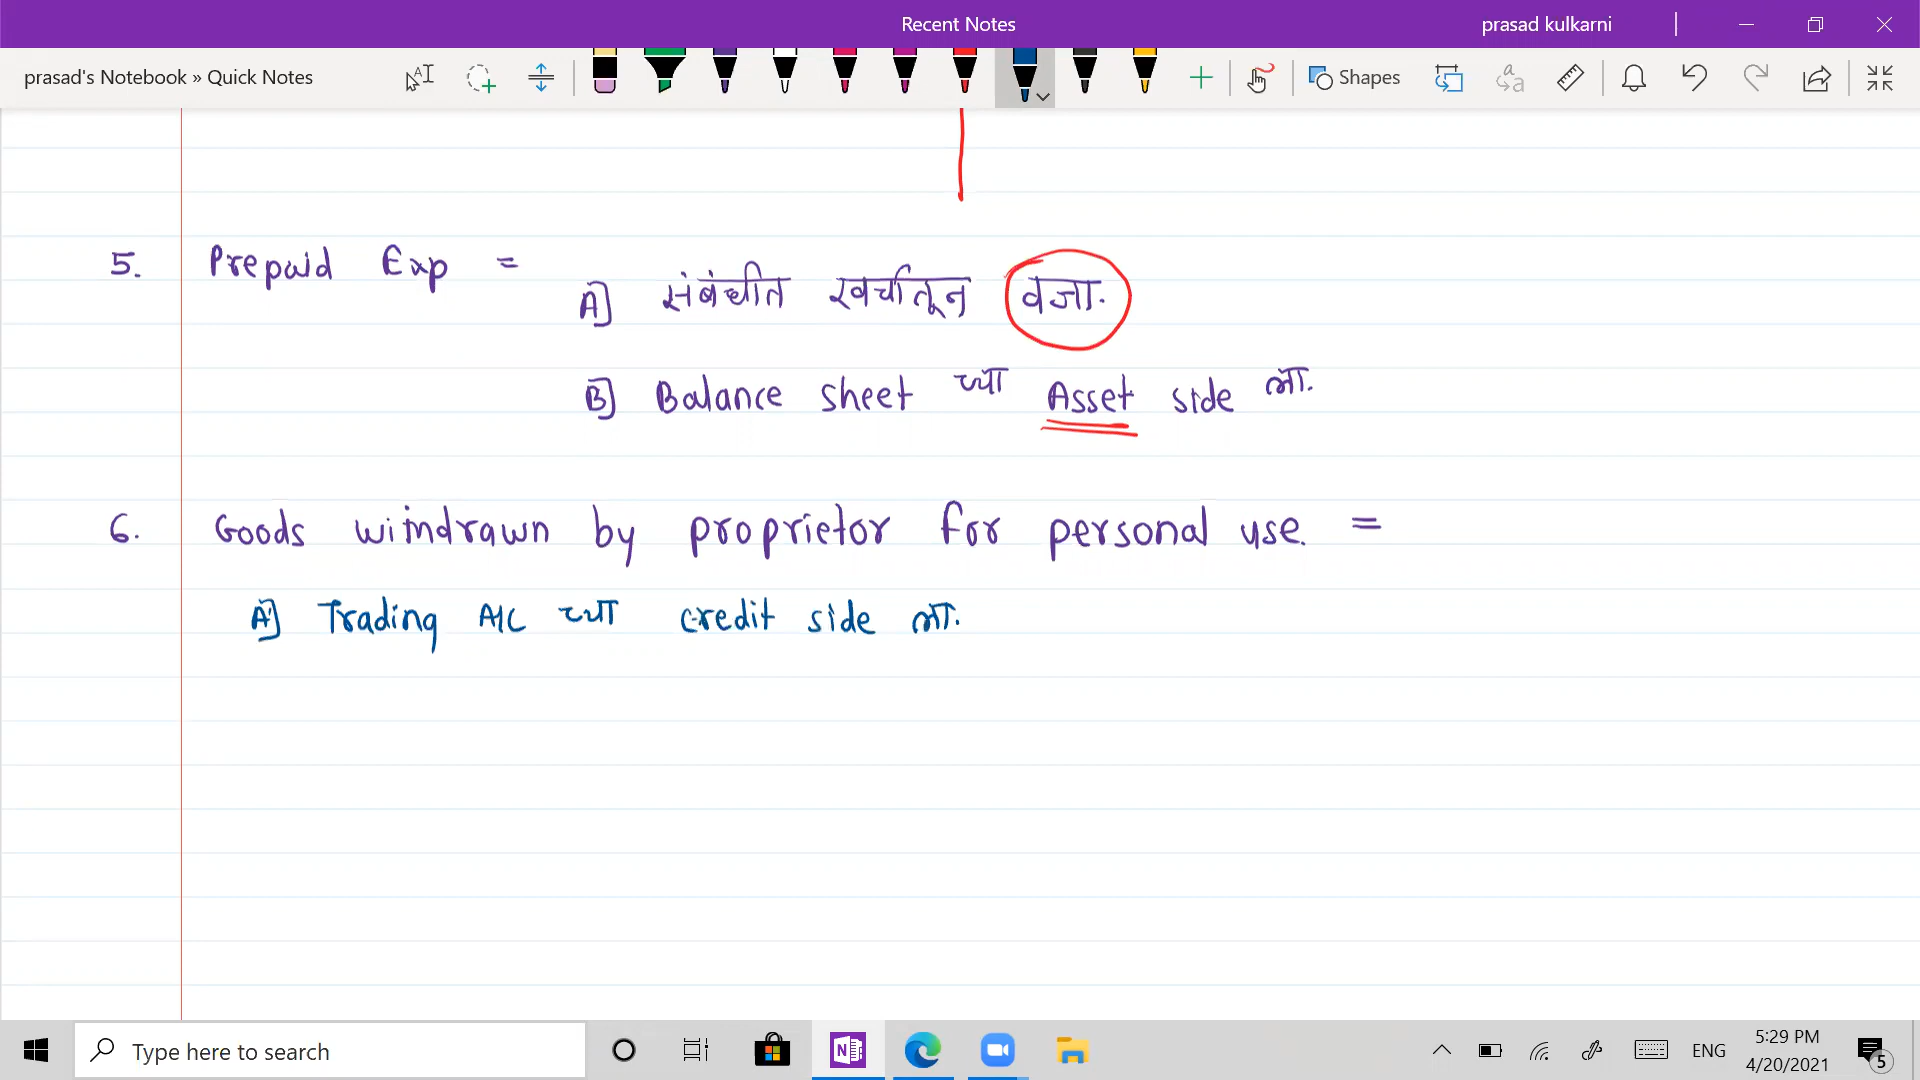 Recent Notes
prasad kulkarni
prasad's Notebook » Quick Notes
Shapes
5. Prepaid Exp =
A] संबंधीत खर्चातून वजा.
B] Balance sheet च्या Asset side ला.
6. Goods withdrawn by proprietor for personal use. =
A] Trading A/C च्या credit side ला.
Type here to search
ENG
5:29 PM
4/20/2021
5